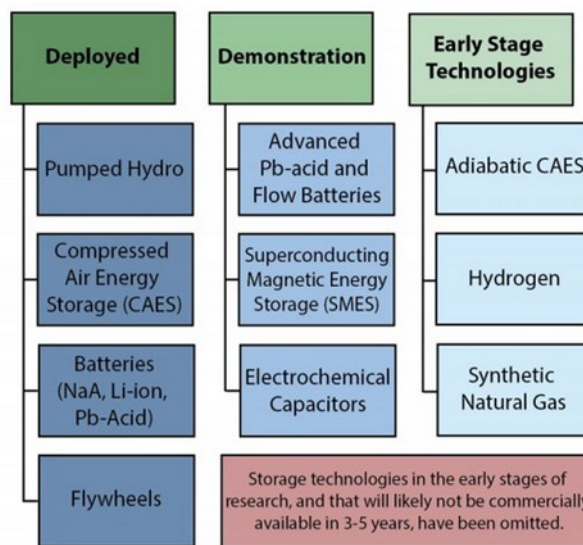 Deployed
Pumped Hydro
Compressed
Air Energy
Storage (CAES)
Batteries
(NaA, Li-ion,
Pb-Acid)
Flywheels
Demonstration
Advanced
Pb-acid and
Flow Batteries
Superconducting
Magnetic Energy
Storage (SMES)
Electrochemical
Capacitors
Early Stage
Technologies
Adiabatic CAES
Hydrogen
Synthetic
Natural Gas
Storage technologies in the early stages of
research, and that will likely not be commercially
available in 3-5 years, have been omitted.